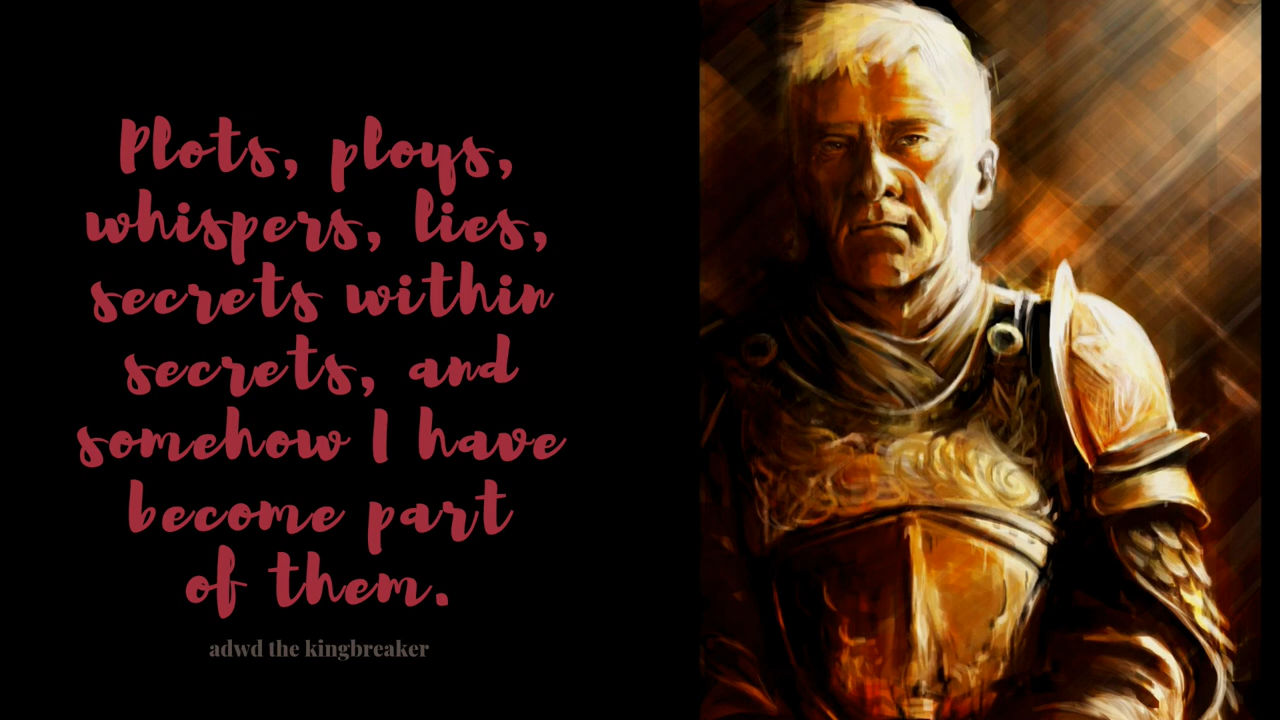 Plots, ploys,
whispers, lies,
secrets within
secrets, and
somehow I have
become part
of them.
adwd the kingbreaker